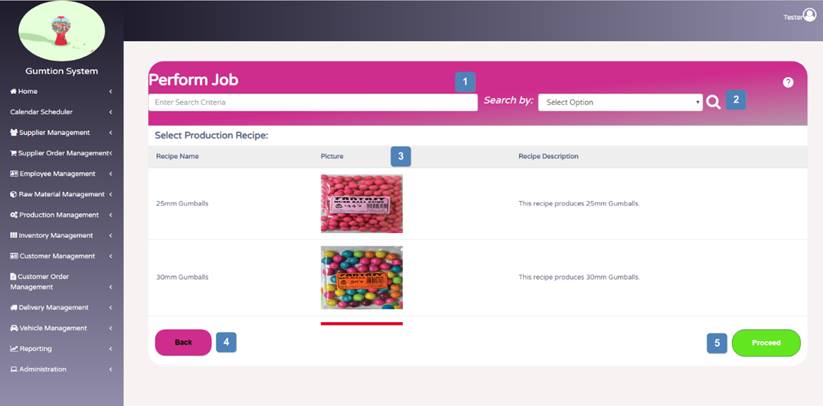 Tester
Gumtion System
Home
Calendar Scheduler
Supplier Management
Supplier Order Management
Employee Management
Raw Material Management
Production Management
Inventory Management
Customer Management
Customer Order
Management
Delivery Management
Vehicle Management
Reporting
Administration
Perform Job
1
?
Enter Search Criteria
Search by:
Select Option
2
Select Production Recipe:
Recipe Name
Picture
3
Recipe Description
25mm Gumballs
This recipe produces 25mm Gumballs.
30mm Gumballs
This recipe produces 30mm Gumballs.
Back
4
5
Proceed